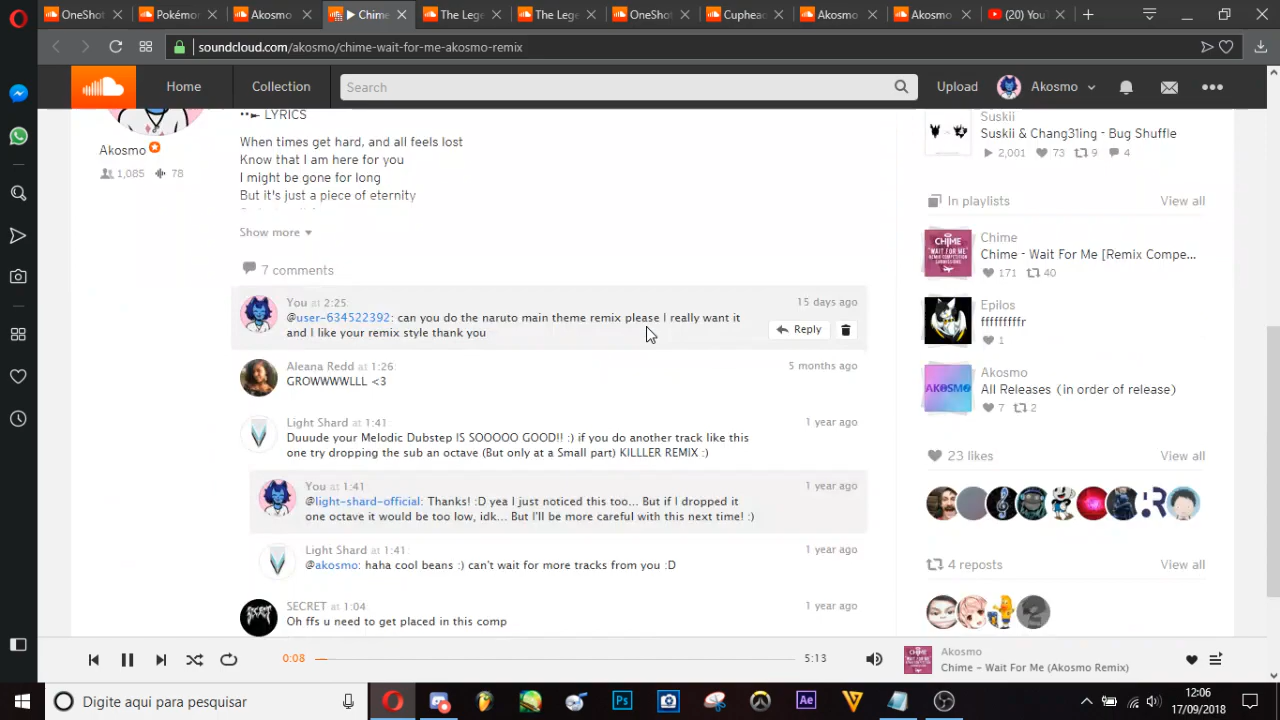 OneShot
Pokémor
Akosmo
▶ Chime
The Lege
The Lege
OneShot
Cuphead
Akosmo
Akosmo
(20) You
soundcloud.com/akosmo/chime-wait-for-me-akosmo-remix
Home
Collection
Search
Upload
Akosmo
LYRICS
When times get hard, and all feels lost
Know that I am here for you
I might be gone for long
But it's just a piece of eternity
Akosmo
1,085 78
Show more
7 comments
You at 2:25:
15 days ago
@user-634522392: can you do the naruto main theme remix please I really want it
and I like your remix style thank you
Reply
Aleana Redd at 1:26:
5 months ago
GROWWWWLLL <3
Light Shard at 1:41:
1 year ago
Duuude your Melodic Dubstep IS SOOOOO GOOD!! :) if you do another track like this
one try dropping the sub an octave (But only at a Small part) KILLLER REMIX :)
You at 1:41:
1 year ago
@light-shard-official: Thanks! :D yea I just noticed this too... But if I dropped it
one octave it would be too low, idk... But I'll be more careful with this next time! :)
Light Shard at 1:41:
1 year ago
@akosmo: haha cool beans :) can't wait for more tracks from you :D
SECRET at 1:04:
1 year ago
Oh ffs u need to get placed in this comp
Suskii
Suskii & Chang31ing - Bug Shuffle
2,001 73 9 4
In playlists
View all
Chime
Chime - Wait For Me [Remix Compe...
171 40
Epilos
fffffffffr
1
Akosmo
All Releases (in order of release)
7 2
23 likes
View all
4 reposts
View all
0:08
5:13
Akosmo
Chime – Wait For Me (Akosmo Remix)
Digite aqui para pesquisar
12:06
17/09/2018